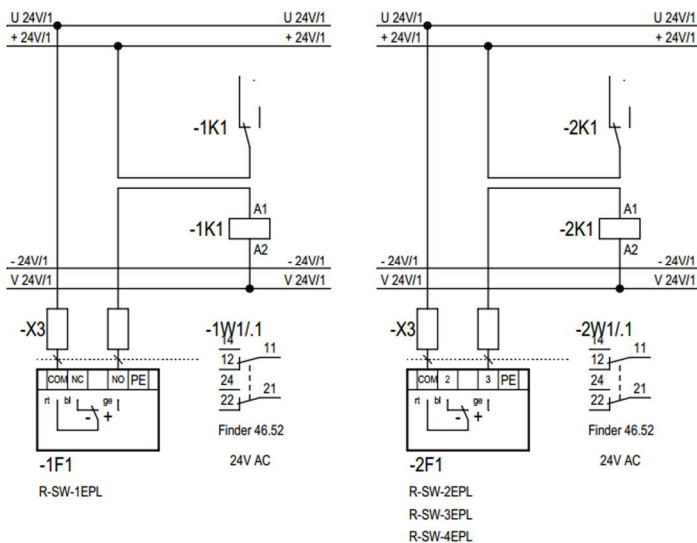 U 24V/1 U 24V/1
+ 24V/1 + 24V/1
-1K1
A1
-1K1
A2
- 24V/1 - 24V/1
V 24V/1 V 24V/1
-X3
-1W1/.1
14
11
12
24
21
22
COM NC NO PE
rt bl ge
- +
Finder 46.52
-1F1
24V AC
R-SW-1EPL
U 24V/1 U 24V/1
+ 24V/1 + 24V/1
-2K1
A1
-2K1
A2
- 24V/1 - 24V/1
V 24V/1 V 24V/1
-X3
-2W1/.1
14
11
12
24
21
22
COM 2 3 PE
rt bl ge
- +
Finder 46.52
-2F1
24V AC
R-SW-2EPL
R-SW-3EPL
R-SW-4EPL